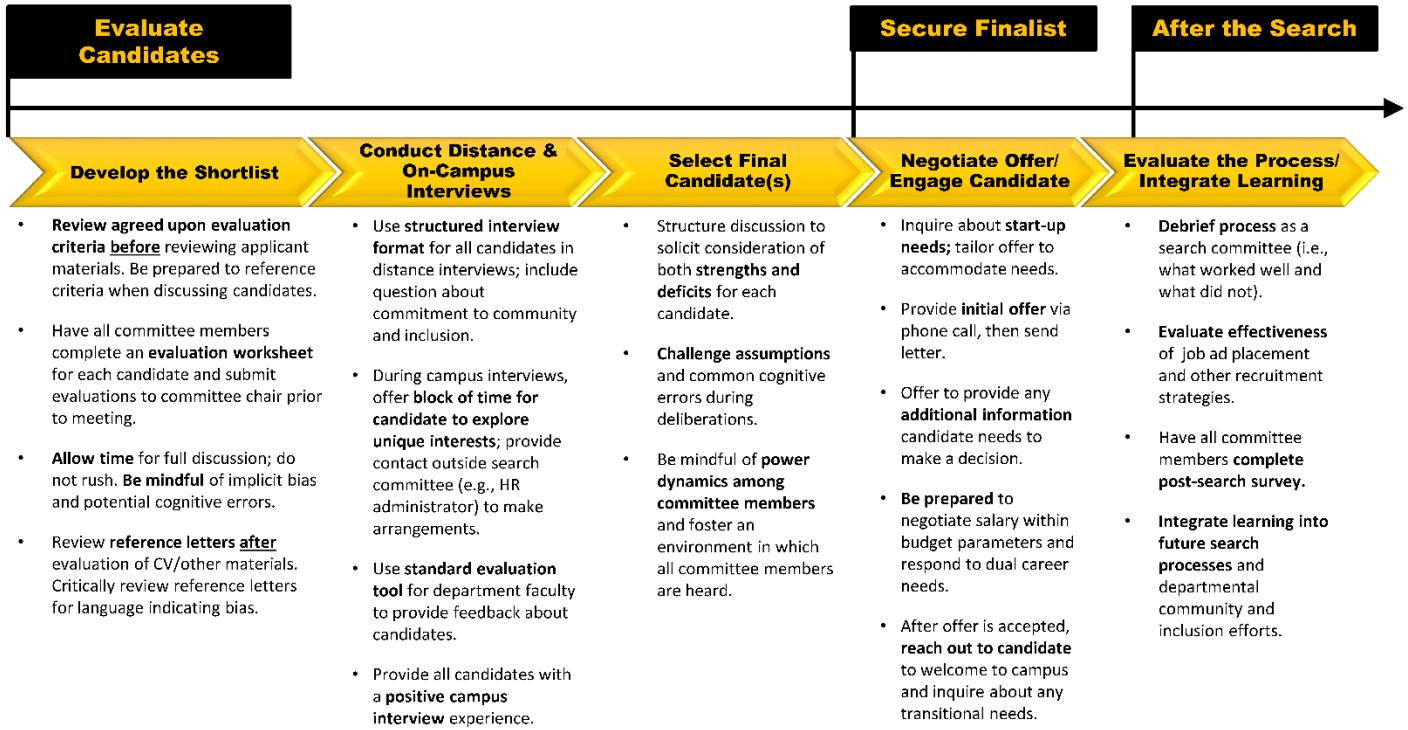 Evaluate
Candidates
Secure Finalist
After the Search
Develop the Shortlist
Conduct Distance &
On-Campus
Interviews
Select Final
Candidate(s)
Negotiate Offer/
Engage Candidate
Evaluate the Process/
Integrate Learning
• Review agreed upon evaluation
criteria before reviewing applicant
materials. Be prepared to reference
criteria when discussing candidates.
• Have all committee members
complete an evaluation worksheet
for each candidate and submit
evaluations to committee chair prior
to meeting.
• Allow time for full discussion; do
not rush. Be mindful of implicit bias
and potential cognitive errors.
• Review reference letters after
evaluation of CV/other materials.
Critically review reference letters
for language indicating bias.
• Use structured interview
format for all candidates in
distance interviews; include
question about
commitment to community
and inclusion.
• During campus interviews,
offer block of time for
candidate to explore
unique interests; provide
contact outside search
committee (e.g., HR
administrator) to make
arrangements.
• Use standard evaluation
tool for department faculty
to provide feedback about
candidates.
• Provide all candidates with
a positive campus
interview experience.
• Structure discussion to
solicit consideration of
both strengths and
deficits for each
candidate.
• Challenge assumptions
and common cognitive
errors during
deliberations.
• Be mindful of power
dynamics among
committee members
and foster an
environment in which
all committee members
are heard.
• Inquire about start-up
needs; tailor offer to
accommodate needs.
• Provide initial offer via
phone call, then send
letter.
• Offer to provide any
additional information
candidate needs to
make a decision.
• Be prepared to
negotiate salary within
budget parameters and
respond to dual career
needs.
• After offer is accepted,
reach out to candidate
to welcome to campus
and inquire about any
transitional needs.
• Debrief process as a
search committee (i.e.,
what worked well and
what did not).
• Evaluate effectiveness
of job ad placement
and other recruitment
strategies.
• Have all committee
members complete
post-search survey.
• Integrate learning into
future search
processes and
departmental
community and
inclusion efforts.